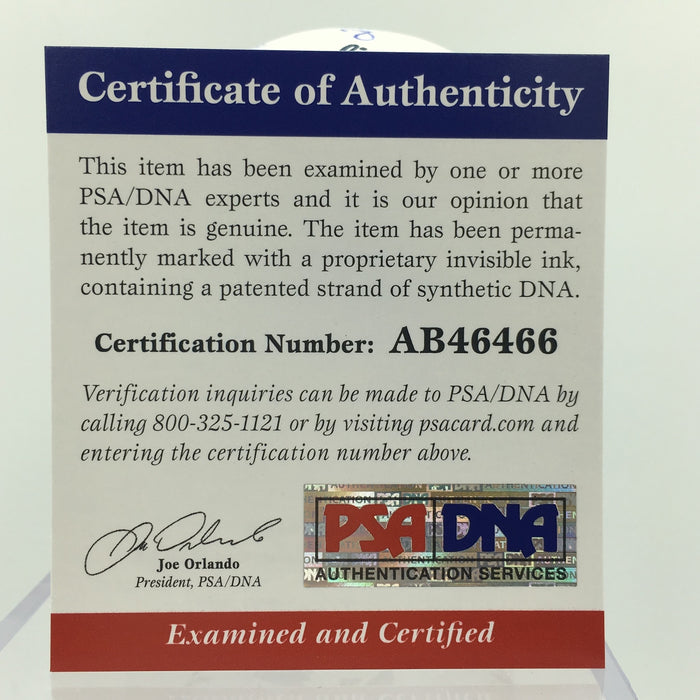 Certificate of Authenticity
This item has been examined by one or more
PSA/DNA experts and it is our opinion that
the item is genuine. The item has been perma-
nently marked with a proprietary invisible ink,
containing a patented strand of synthetic DNA.
Certification Number: AB46466
Verification inquiries can be made to PSA/DNA by
calling 800-325-1121 or by visiting psacard.com and
entering the certification number above.
Joe Orlando
President, PSA/DNA
PSA DNA
AUTHENTICATION SERVICES
Examined and Certified